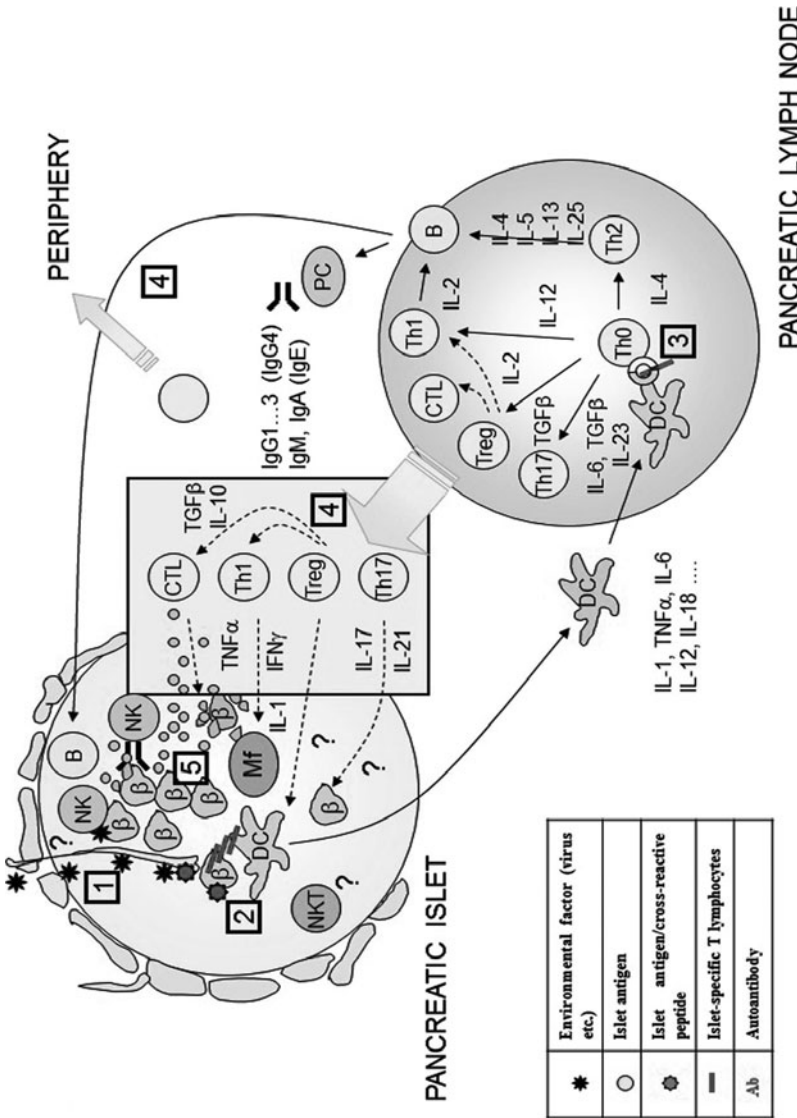 PERIPHERY
4
NK
B
?
1
β
β
β
β
β
5
NK
β
CTL
TGFβ
IL-10
TNFα
Th1
IFNγ
4
IL-1
Mf
Treg
2
β
DC
β
?
?
IL-17
IL-21
Th17
NKT
?
PANCREATIC ISLET
IgG1...3 (IgG4)
IgM, IgA (IgE)
PC
B
Th1
IL-2
CTL
Treg
IL-2
IL-12
IL-4
IL-5
IL-13
IL-25
Th17
TGFβ
Th0
Th2
IL-4
IL-6, TGFβ
IL-23
DC
3
DC
IL-1, TNFα, IL-6
IL-12, IL-18 ....
PANCREATIC LYMPH NODE
Environmental factor (virus
etc.)
Islet antigen
Islet antigen/cross-reactive
peptide
Islet-specific T lymphocytes
Ab
Autoantibody